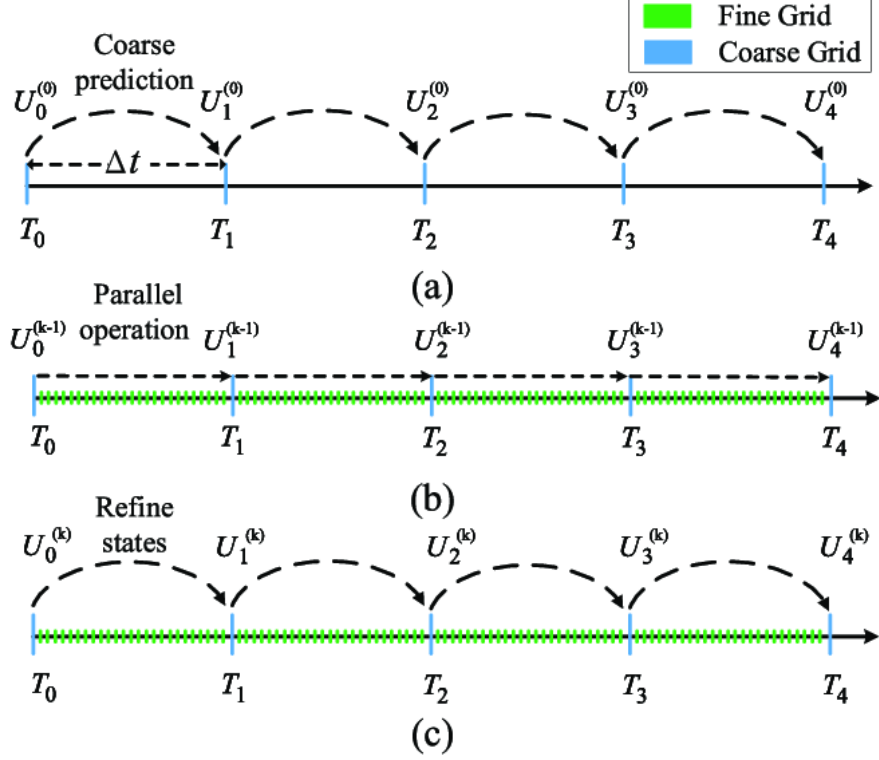 Fine Grid
Coarse Grid
Coarse
prediction
U₀⁽⁰⁾ U₁⁽⁰⁾ U₂⁽⁰⁾ U₃⁽⁰⁾ U₄⁽⁰⁾
Δt
T₀ T₁ T₂ T₃ T₄
(a)
Parallel
operation
U₀⁽ᵏ⁻¹⁾ U₁⁽ᵏ⁻¹⁾ U₂⁽ᵏ⁻¹⁾ U₃⁽ᵏ⁻¹⁾ U₄⁽ᵏ⁻¹⁾
T₀ T₁ T₂ T₃ T₄
(b)
Refine
states
U₀⁽ᵏ⁾ U₁⁽ᵏ⁾ U₂⁽ᵏ⁾ U₃⁽ᵏ⁾ U₄⁽ᵏ⁾
T₀ T₁ T₂ T₃ T₄
(c)